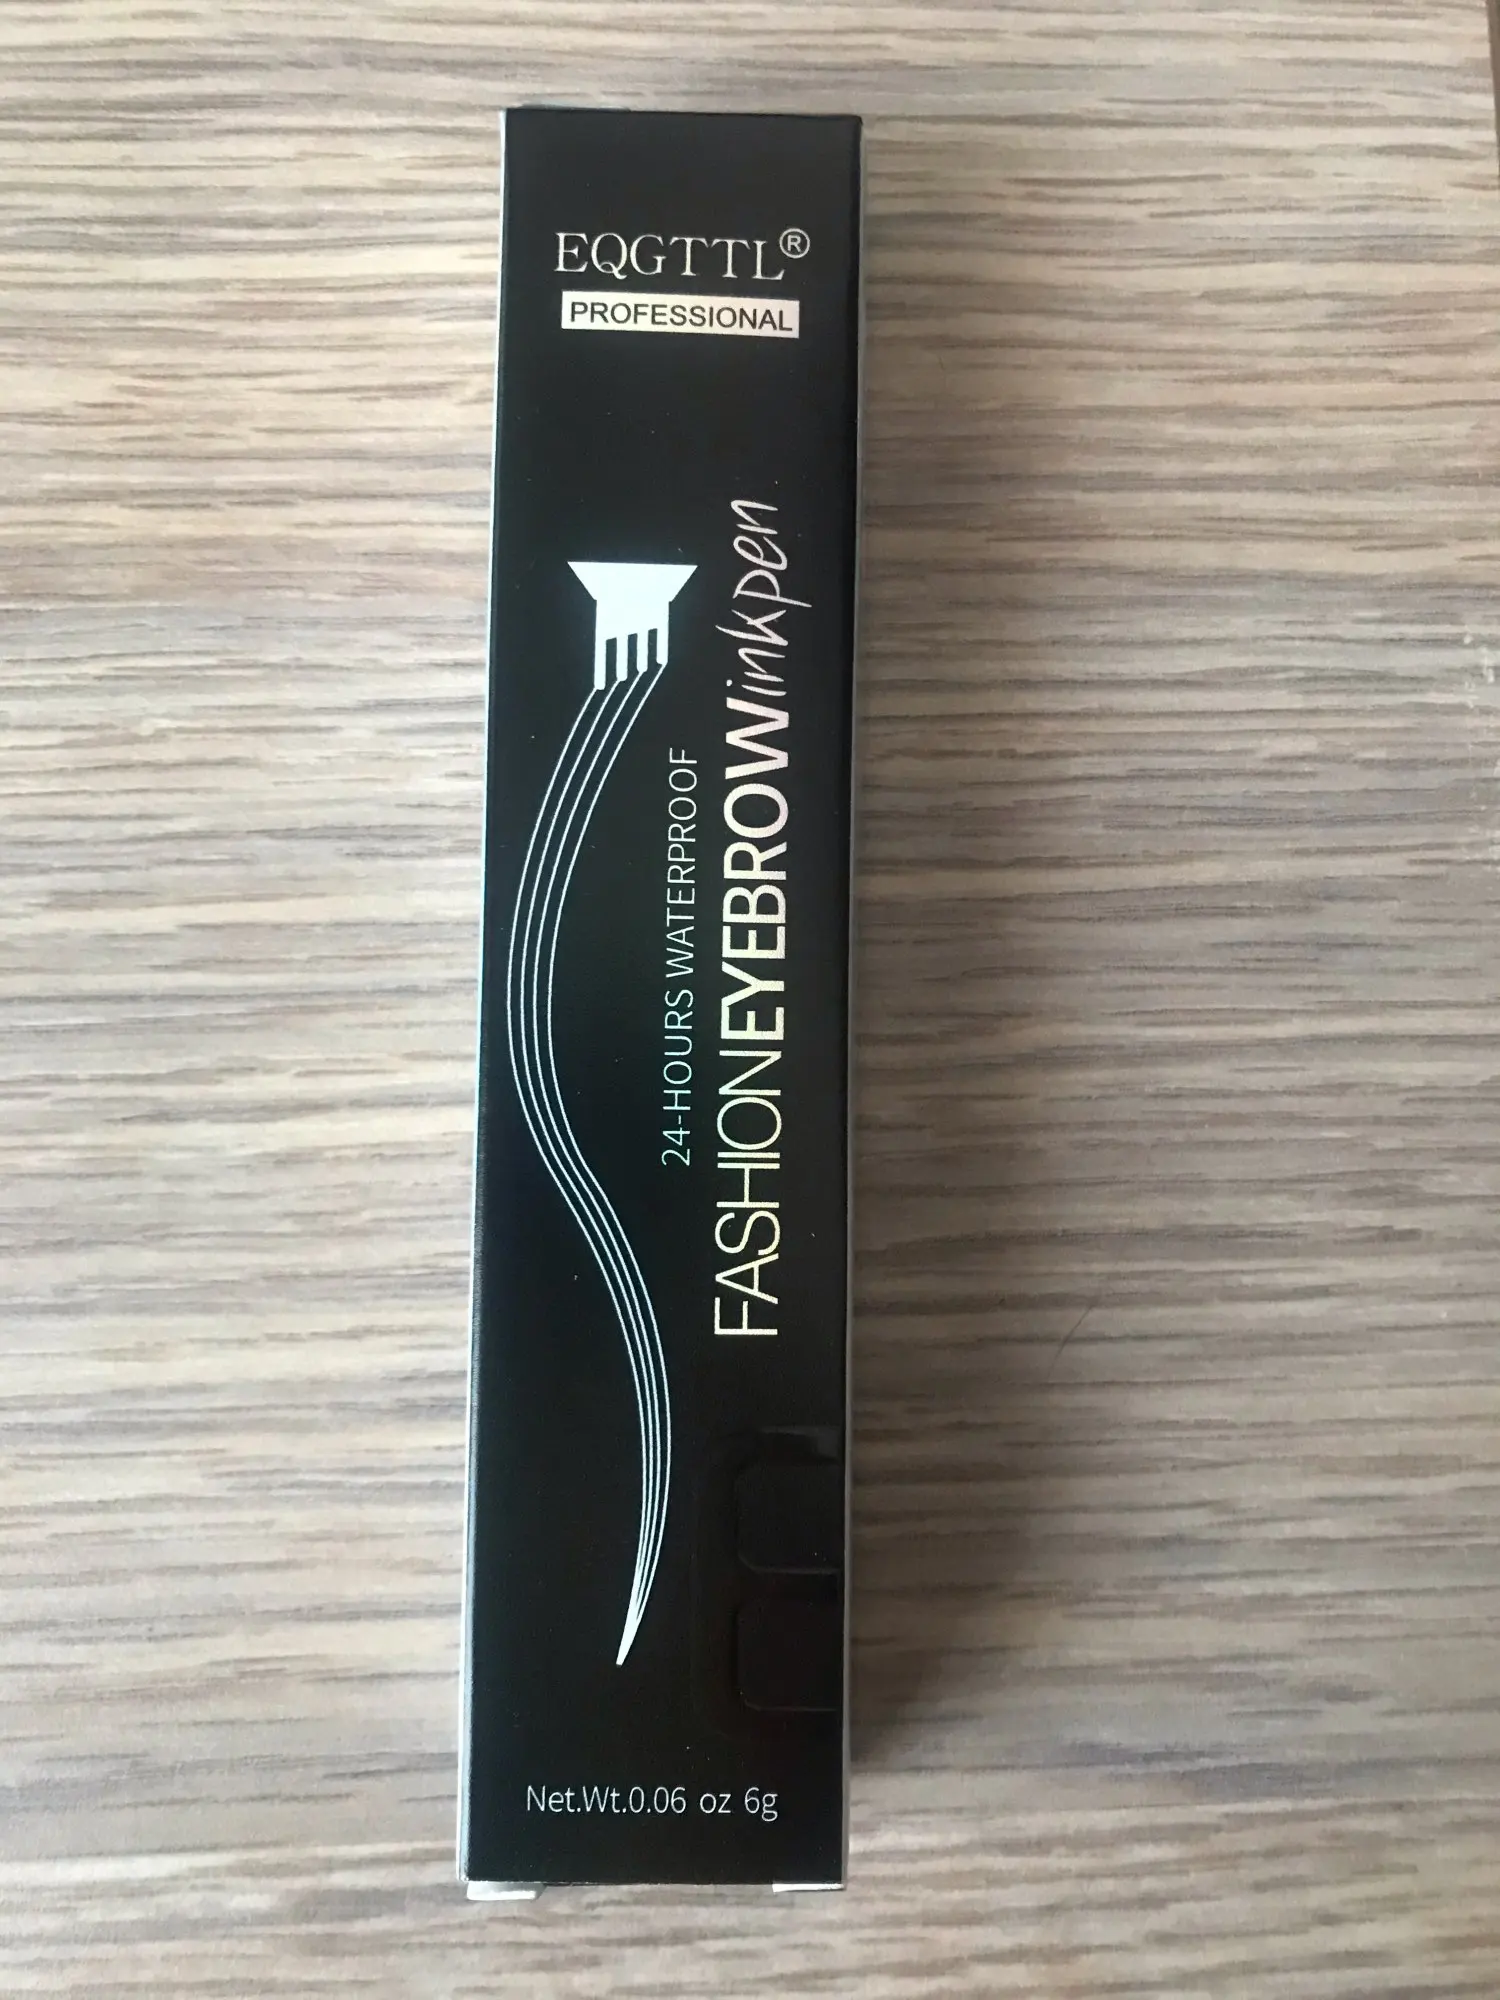 EQGTTL®
PROFESSIONAL
24-HOURS WATERPROOF
FASHIONEYEBROWinkpen
Net.Wt.0.06 oz 6g